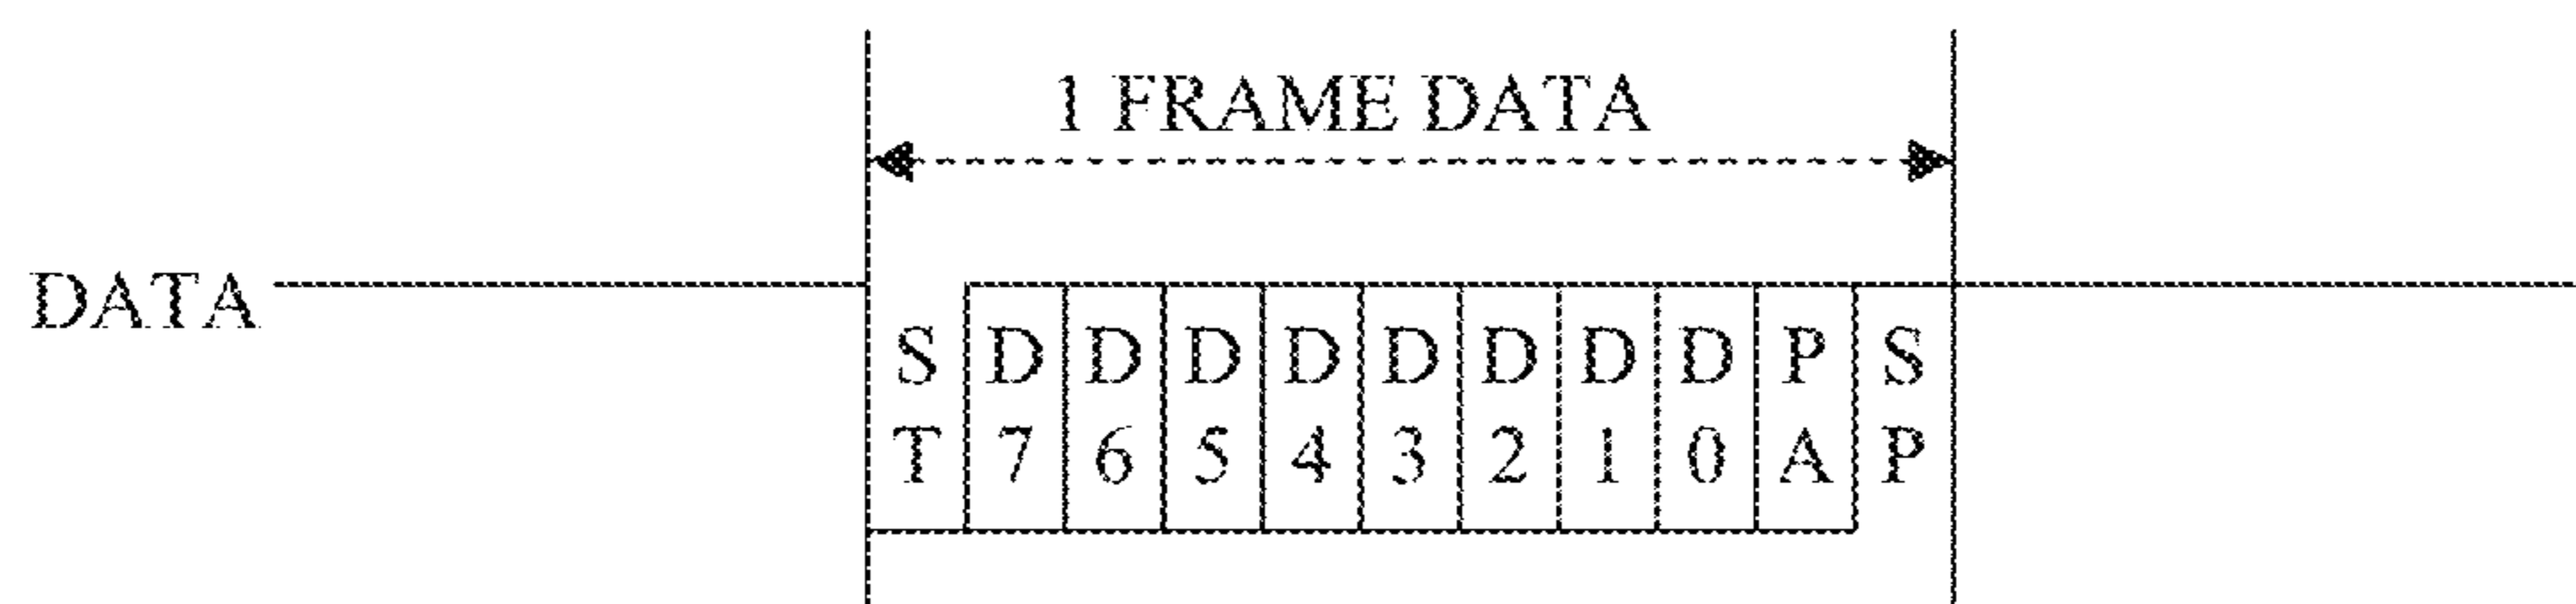 1 FRAME DATA
DATA
S D D D D D D D D P S
T 7 6 5 4 3 2 1 0 A P